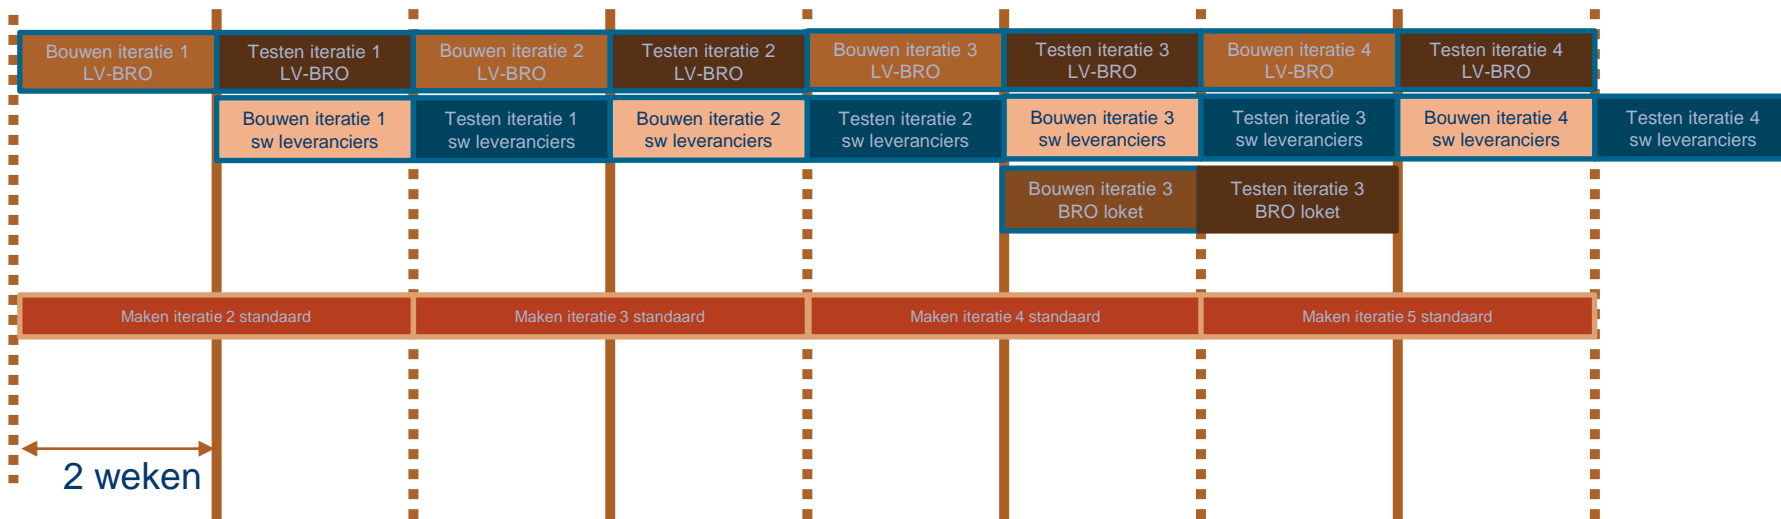 Bouwen iteratie 1
LV-BRO
Testen iteratie 1
LV-BRO
Bouwen iteratie 2
LV-BRO
Testen iteratie 2
LV-BRO
Bouwen iteratie 3
LV-BRO
Testen iteratie 3
LV-BRO
Bouwen iteratie 4
LV-BRO
Testen iteratie 4
LV-BRO
Bouwen iteratie 1
sw leveranciers
Testen iteratie 1
sw leveranciers
Bouwen iteratie 2
sw leveranciers
Testen iteratie 2
sw leveranciers
Bouwen iteratie 3
sw leveranciers
Testen iteratie 3
sw leveranciers
Bouwen iteratie 4
sw leveranciers
Testen iteratie 4
sw leveranciers
Bouwen iteratie 3
BRO loket
Testen iteratie 3
BRO loket
Maken iteratie 2 standaard
Maken iteratie 3 standaard
Maken iteratie 4 standaard
Maken iteratie 5 standaard
2 weken